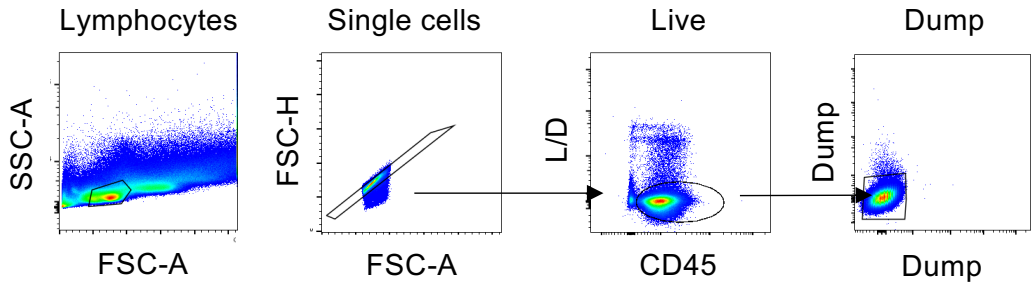 Lymphocytes
Single cells
Live
Dump
SSC-A
FSC-H
L/D
Dump
FSC-A
FSC-A
CD45
Dump